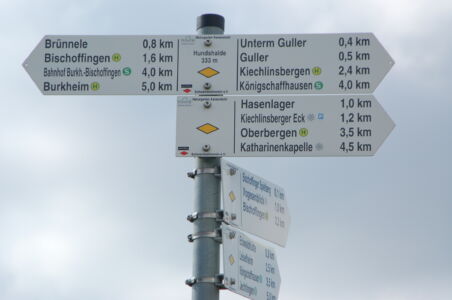 Brünnele 0,8 km
Bischoffingen H 1,6 km
Bahnhof Burkh.-Bischoffingen S 4,0 km
Burkheim H 5,0 km
Hundshalde
333 m
Unterm Guller 0,4 km
Guller 0,5 km
Kiechlinsbergen H 2,4 km
Königschaffhausen S 4,0 km
Hasenlager 1,0 km
Kiechlinsberger Eck P 1,2 km
Oberbergen H 3,5 km
Katharinenkapelle 4,5 km
Bischoffingen H